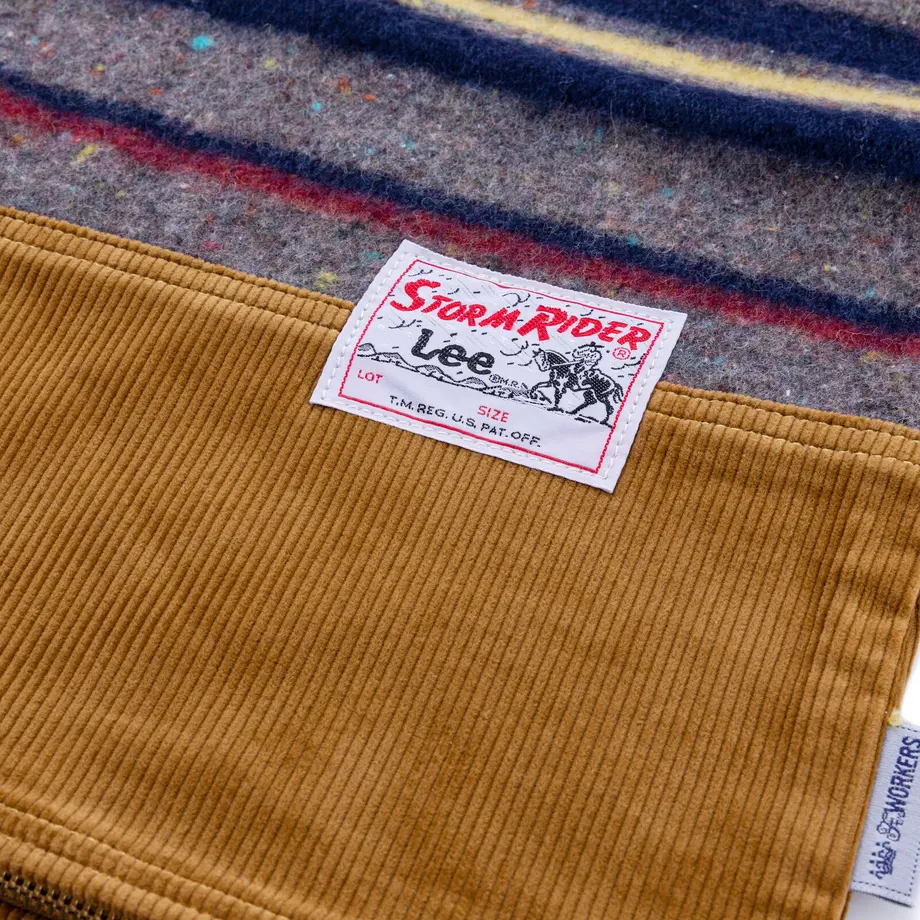 STORM RIDER ®
Lee
® M.R.
LOT
SIZE
T.M. REG. U.S. PAT. OFF.
WORKERS